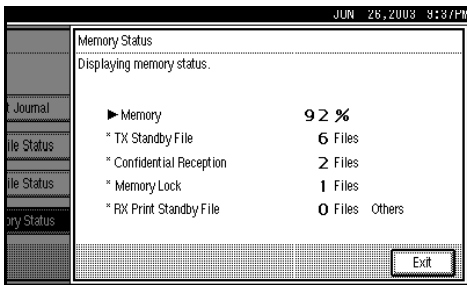 JUN 26,2003 9:37PM
Memory Status
Displaying memory status.
t Journal
ile Status
ile Status
ory Status
▶ Memory 92 %
* TX Standby File 6 Files
* Confidential Reception 2 Files
* Memory Lock 1 Files
* RX Print Standby File 0 Files Others
Exit